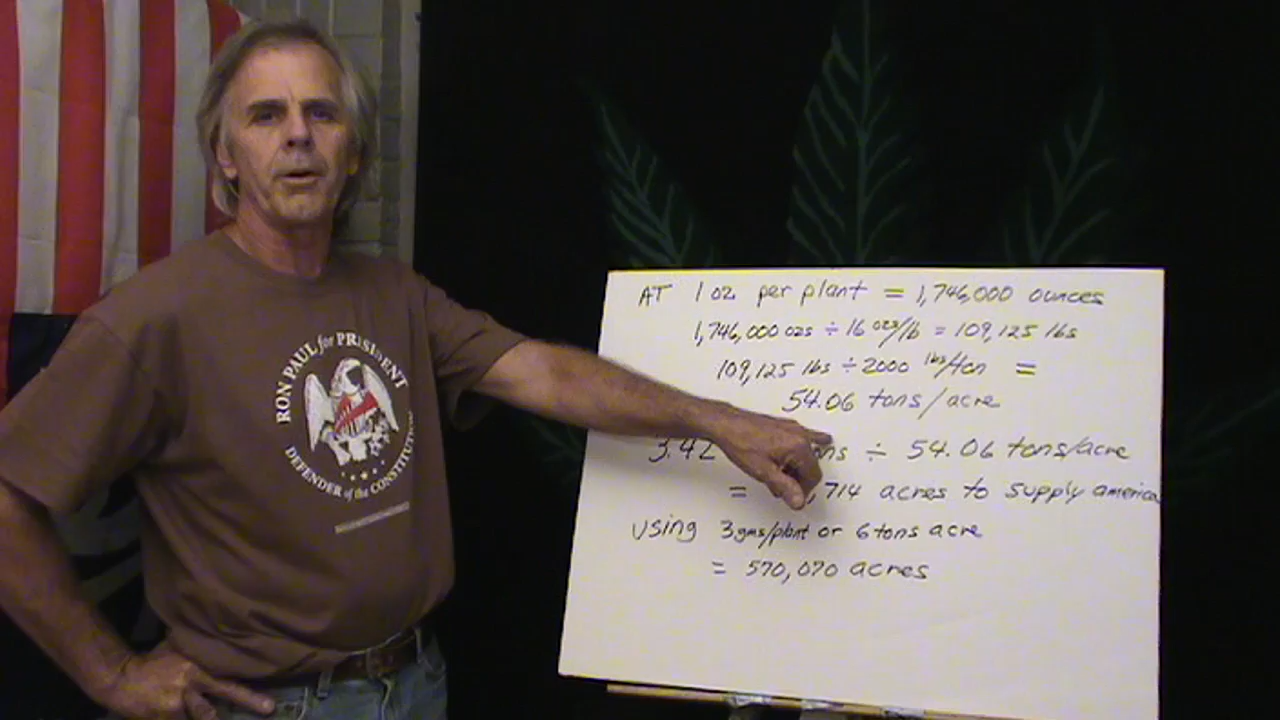 RON PAUL for PRESIDENT
DEFENDER of the CONSTITUTION
AT 1 oz per plant = 1,746,000 ounces
1,746,000 ozs ÷ 16 ozs/lb = 109,125 lbs
109,125 lbs ÷ 2000 lbs/ton =
54.06 tons/acre
3.42 ns ÷ 54.06 tons/acre
= ,714 acres to supply america
using 3gms/plant or 6 tons acre
= 570,070 acres